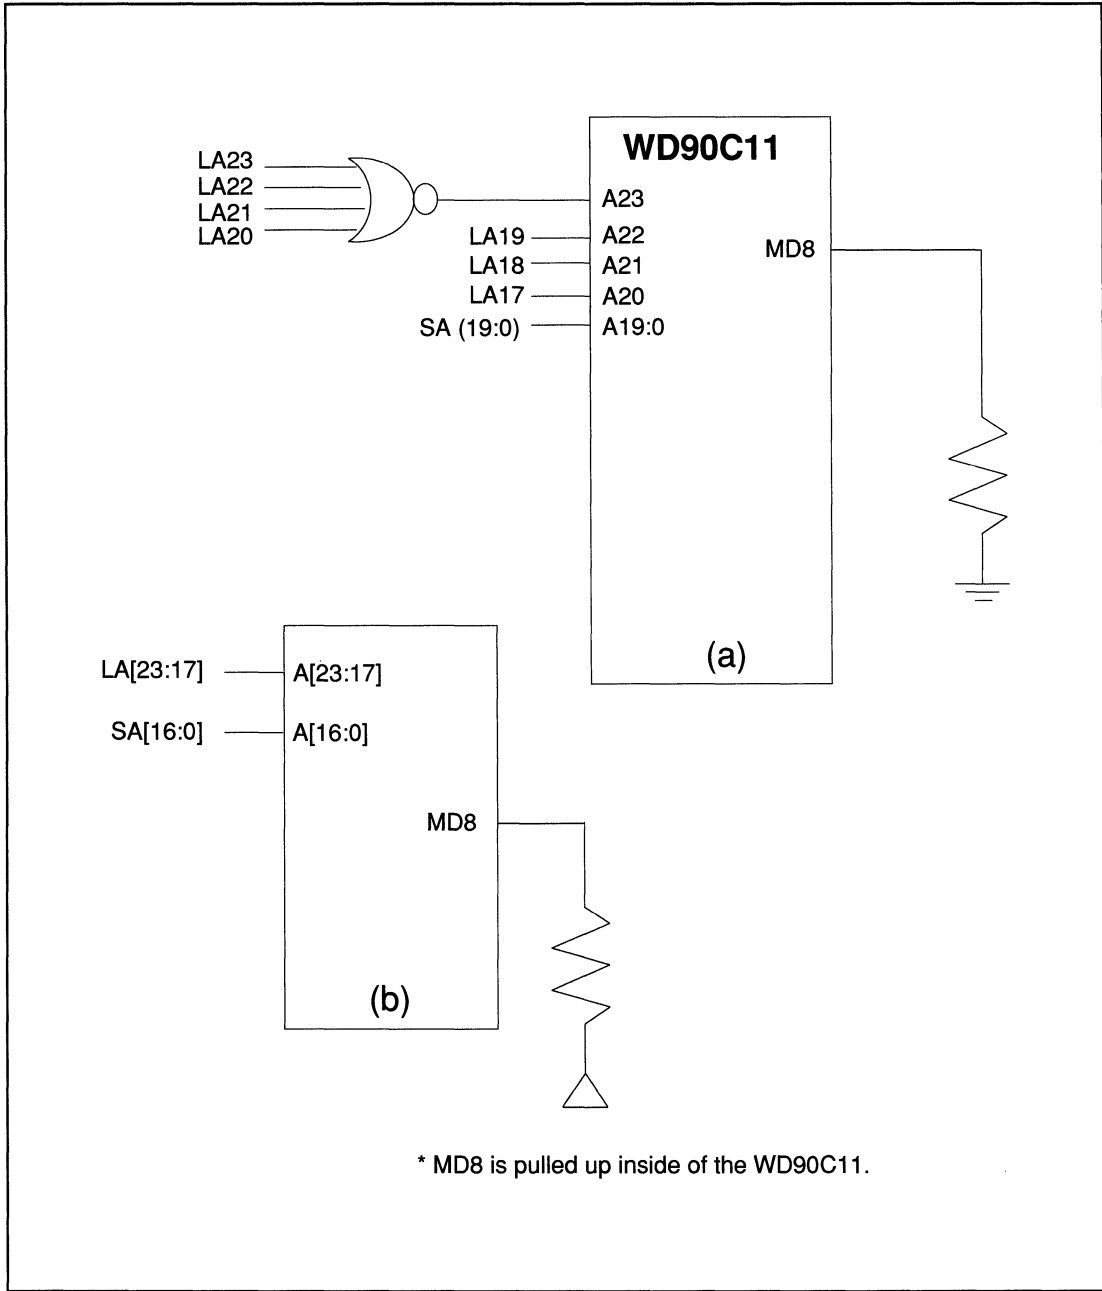 WD90C11
LA23
LA22
LA21
LA20
A23
LA19
A22
LA18
A21
LA17
A20
SA (19:0)
A19:0
MD8
(a)
LA[23:17]
A[23:17]
SA[16:0]
A[16:0]
MD8
(b)
* MD8 is pulled up inside of the WD90C11.